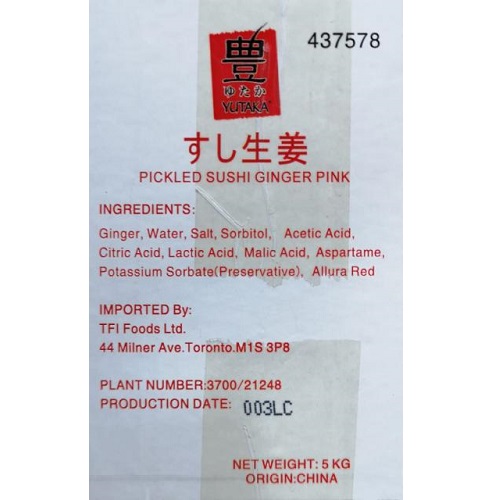 437578
豊
ゆたか
YUTAKA
すし生姜
PICKLED SUSHI GINGER PINK
INGREDIENTS:
Ginger, Water, Salt, Sorbitol, Acetic Acid,
Citric Acid, Lactic Acid, Malic Acid, Aspartame,
Potassium Sorbate(Preservative), Allura Red
IMPORTED By:
TFI Foods Ltd.
44 Milner Ave.Toronto.M1S 3P8
PLANT NUMBER:3700/21248
PRODUCTION DATE: 003LC
NET WEIGHT: 5 KG
ORIGIN:CHINA